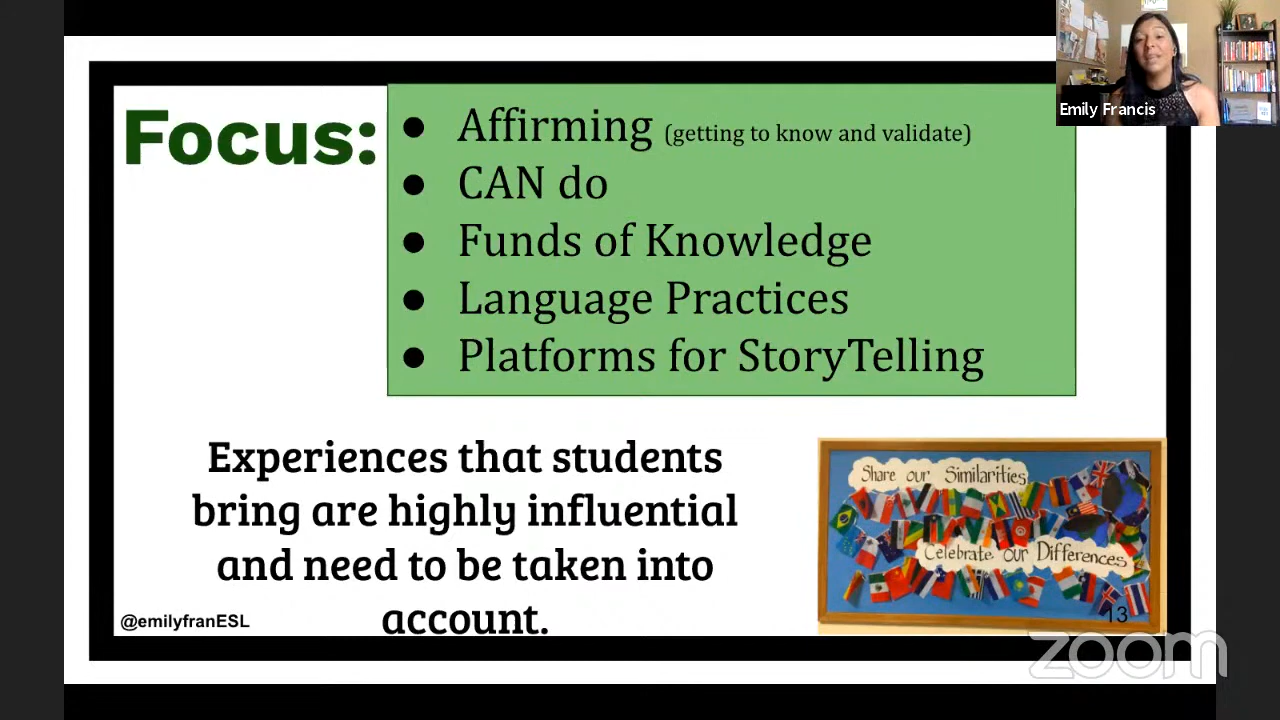 Emily Francis
Focus:
● Affirming (getting to know and validate)
● CAN do
● Funds of Knowledge
● Language Practices
● Platforms for StoryTelling
Experiences that students
bring are highly influential
and need to be taken into
account.
Share our Similarities
Celebrate our Differences
@emilyfranESL
13
zoom